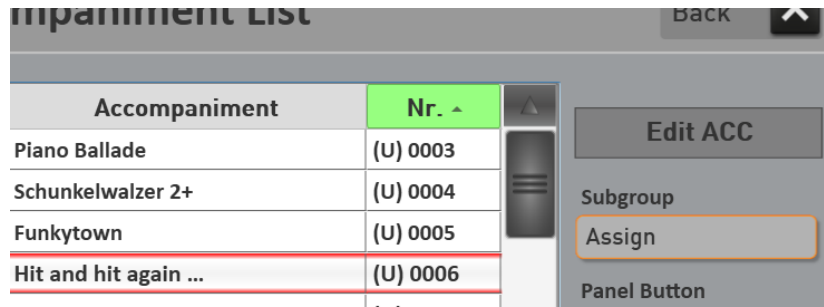 mpaniment List
Back
Accompaniment Nr.
Edit ACC
Piano Ballade (U) 0003
Schunkelwalzer 2+ (U) 0004
Subgroup
Funkytown (U) 0005
Assign
Hit and hit again ... (U) 0006
Panel Button